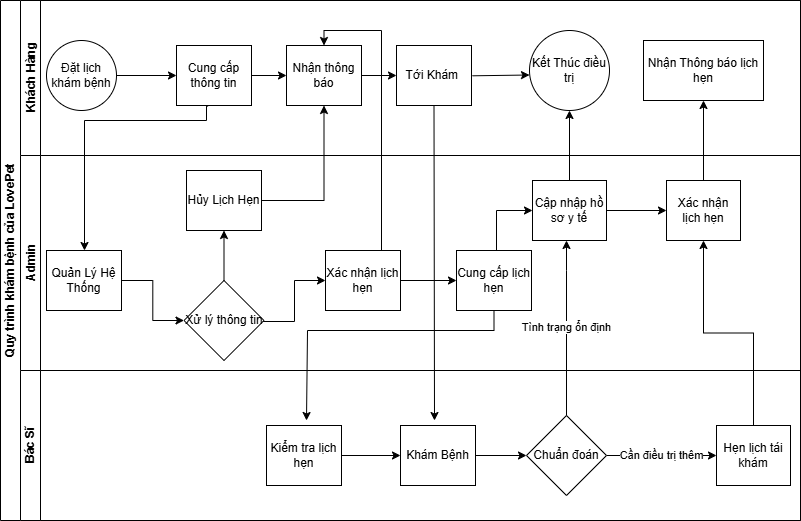 Quy trình khám bệnh của LovePet
Khách Hàng
Đặt lịch
khám bệnh
Cung cấp
thông tin
Nhận thông
báo
Tới Khám
Kết Thúc điều
trị
Nhận Thông báo lịch
hẹn
Admin
Hủy Lịch Hẹn
Cập nhập hồ
sơ y tế
Xác nhận
lịch hẹn
Quản Lý Hệ
Thống
Xử lý thông tin
Xác nhận lịch
hẹn
Cung cấp lịch
hẹn
Tình trạng ổn định
Bác Sĩ
Kiểm tra lịch
hẹn
Khám Bệnh
Chuẩn đoán
Cần điều trị thêm
Hẹn lịch tái
khám